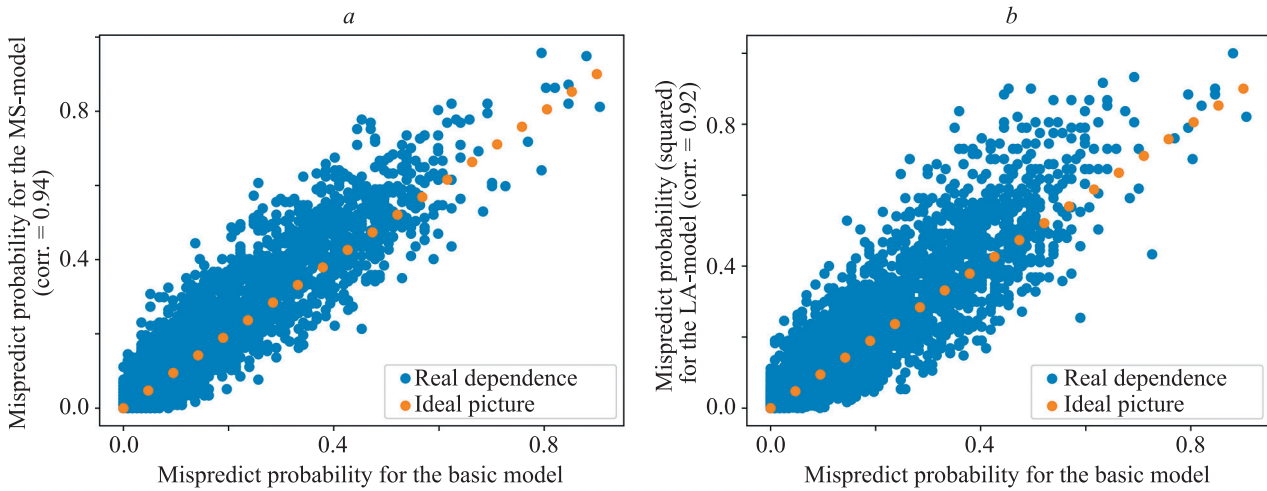 a
Mispredict probability for the MS-model
(corr. = 0.94)
0.8
0.4
0.0
Real dependence
Ideal picture
0.0
0.4
0.8
Mispredict probability for the basic model
b
Mispredict probability (squared)
for the LA-model (corr. = 0.92)
0.8
0.4
0.0
Real dependence
Ideal picture
0.0
0.4
0.8
Mispredict probability for the basic model